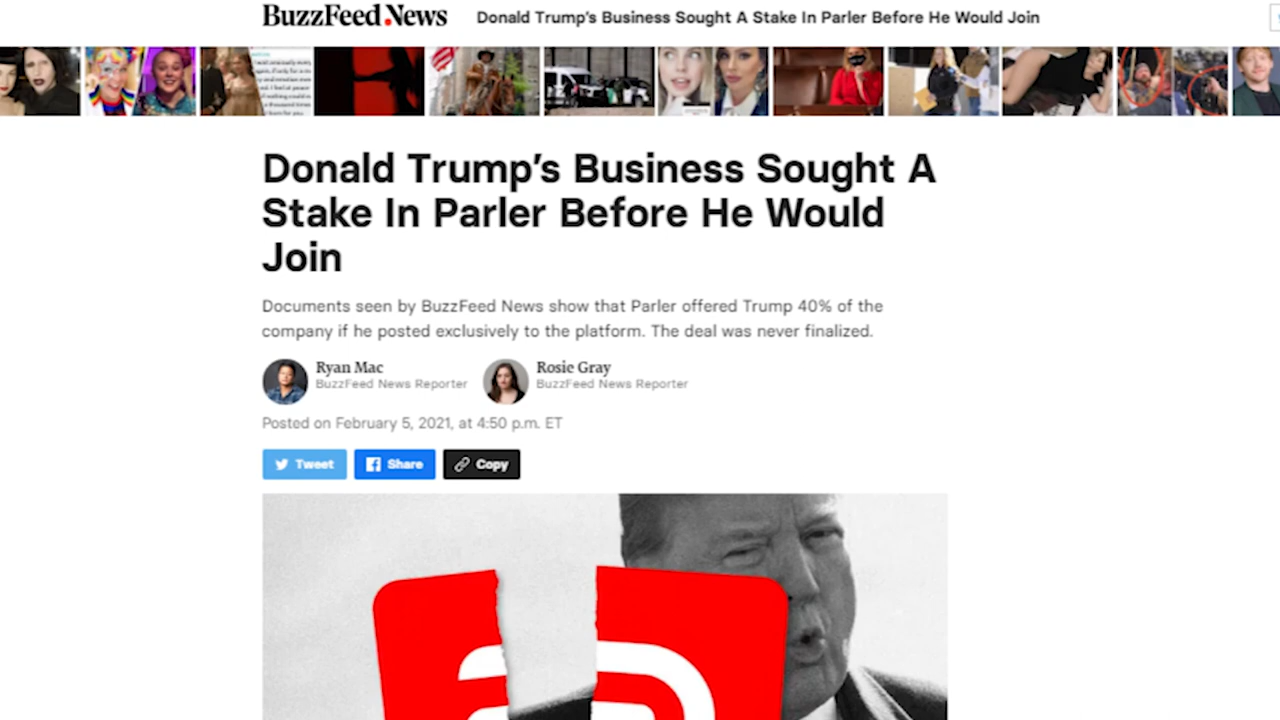 BuzzFeed News Donald Trump's Business Sought A Stake In Parler Before He Would Join
Donald Trump's Business Sought A
Stake In Parler Before He Would
Join
Documents seen by BuzzFeed News show that Parler offered Trump 40% of the
company if he posted exclusively to the platform. The deal was never finalized.
Ryan Mac Rosie Gray
BuzzFeed News Reporter BuzzFeed News Reporter
Posted on February 5, 2021, at 4:50 p.m. ET
Tweet Share Copy